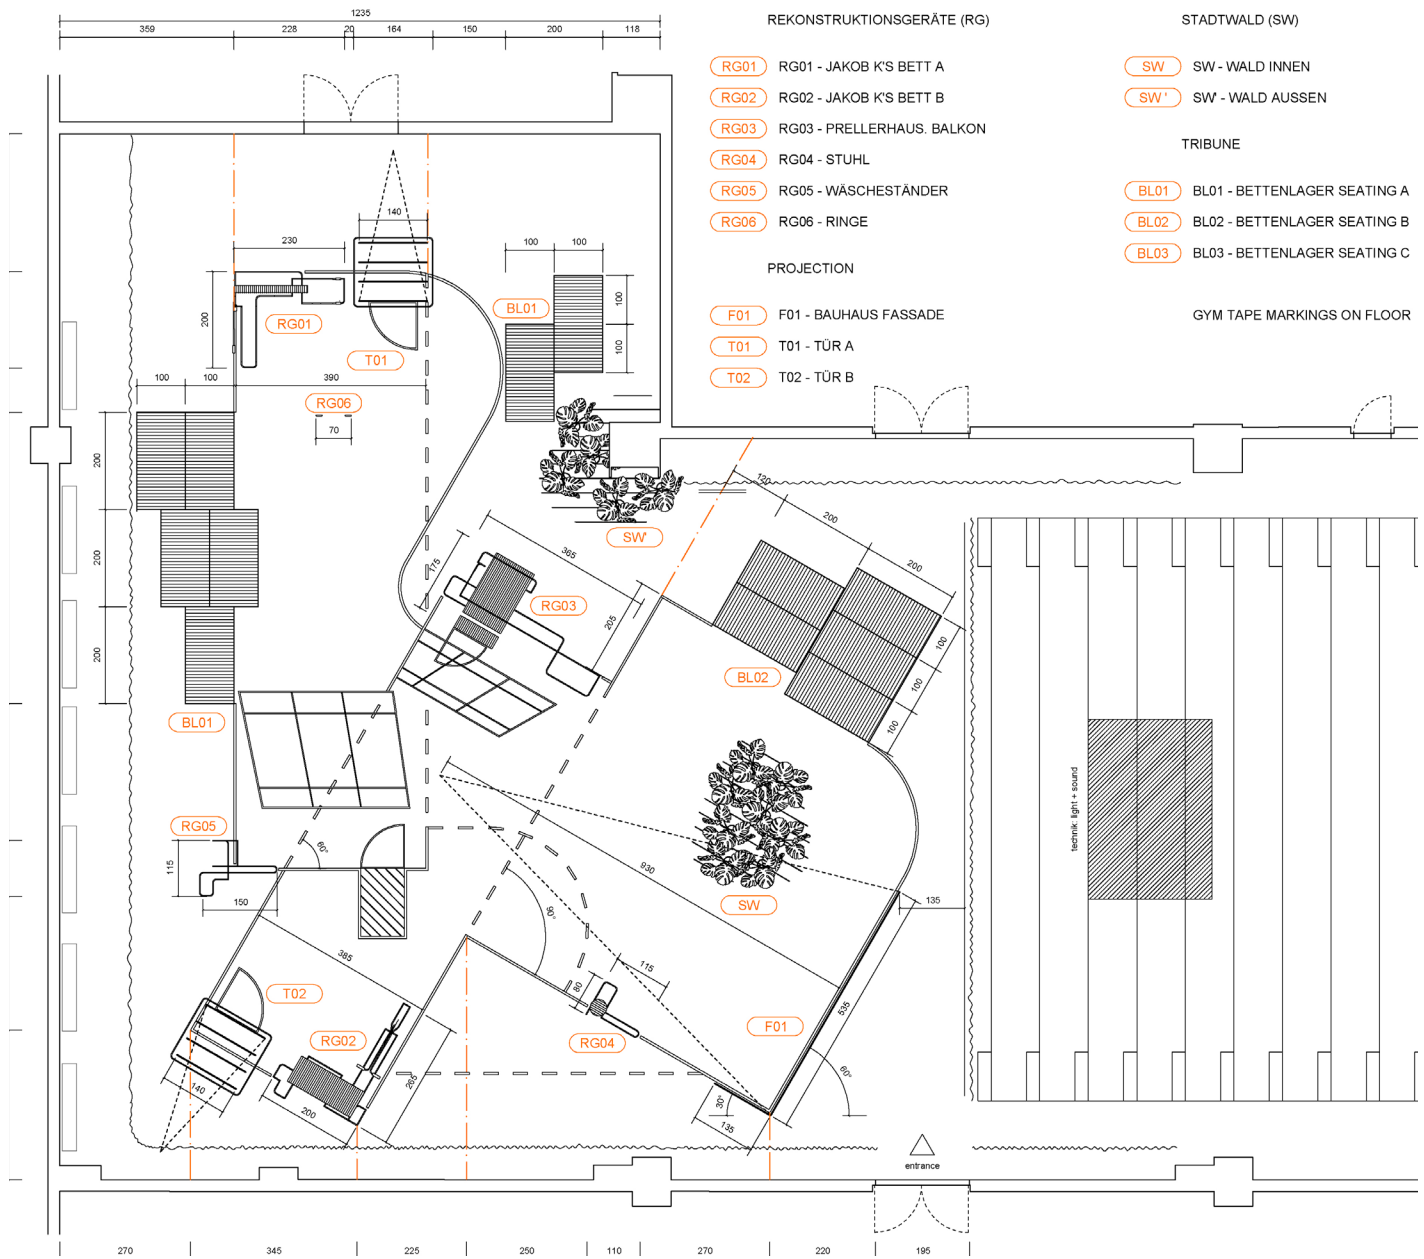 1235
359 228 20 164 150 200 118
REKONSTRUKTIONSGERÄTE (RG)
RG01 RG01 - JAKOB K'S BETT A
RG02 RG02 - JAKOB K'S BETT B
RG03 RG03 - PRELLERHAUS. BALKON
RG04 RG04 - STUHL
RG05 RG05 - WÄSCHESTÄNDER
RG06 RG06 - RINGE
PROJECTION
F01 F01 - BAUHAUS FASSADE
T01 T01 - TÜR A
T02 T02 - TÜR B
STADTWALD (SW)
SW SW - WALD INNEN
SW' SW' - WALD AUSSEN
TRIBUNE
BL01 BL01 - BETTENLAGER SEATING A
BL02 BL02 - BETTENLAGER SEATING B
BL03 BL03 - BETTENLAGER SEATING C
GYM TAPE MARKINGS ON FLOOR
140
230
100 100
200
RG01
BL01
100
100
T01
100 100 390
RG06
70
200
200
200
120
200
200
SW'
365
175
RG03
205
100
100
100
BL02
BL01
RG05
115
150
60°
930
90°
SW
technik: light + sound
135
385
T02
115
80
535
F01
RG02
RG04
60°
265
140
200
30°
135
entrance
270 345 225 250 110 270 220 195